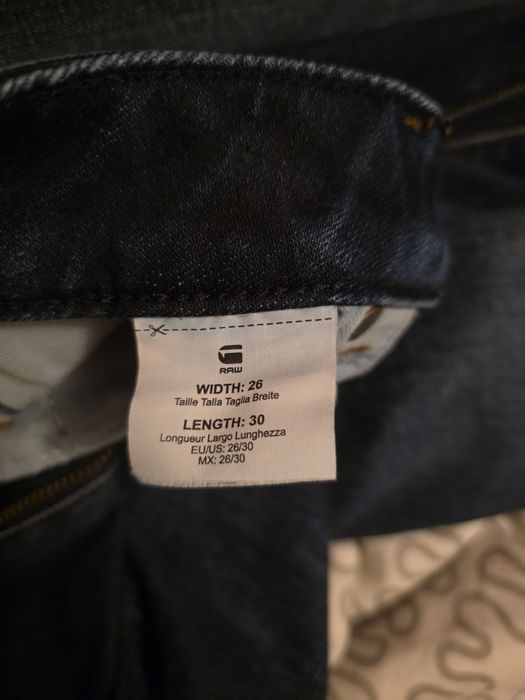 RAW
WIDTH: 26
Taille Talla Taglia Breite
LENGTH: 30
Longueur Largo Lunghezza
EU/US: 26/30
MX: 26/30